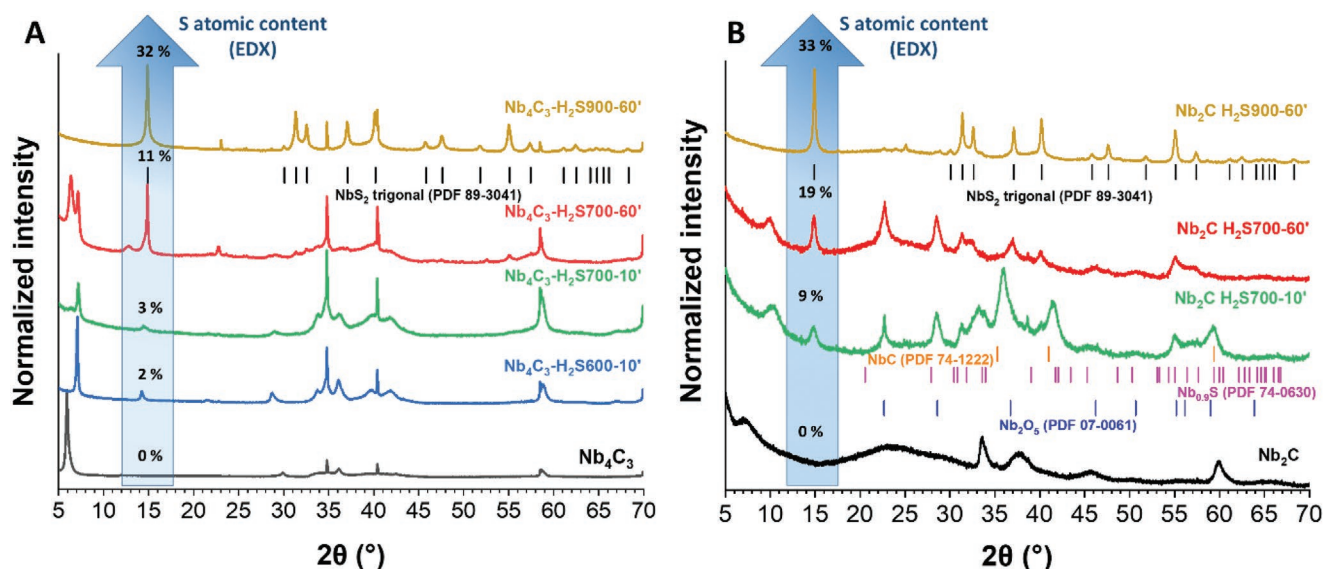 A
S atomic content
(EDX)
32 %
Nb₄C₃-H₂S900-60'
11 %
NbS₂ trigonal (PDF 89-3041)
Nb₄C₃-H₂S700-60'
Nb₄C₃-H₂S700-10'
3 %
Nb₄C₃-H₂S600-10'
2 %
0 %
Nb₄C₃
Normalized intensity
5 10 15 20 25 30 35 40 45 50 55 60 65 70
2θ (°)
B
S atomic content
(EDX)
33 %
Nb₂C H₂S900-60'
19 %
NbS₂ trigonal (PDF 89-3041)
Nb₂C H₂S700-60'
9 %
Nb₂C H₂S700-10'
NbC (PDF 74-1222)
Nb₀.₉S (PDF 74-0630)
Nb₂O₅ (PDF 07-0061)
0 %
Nb₂C
Normalized intensity
5 10 15 20 25 30 35 40 45 50 55 60 65 70
2θ (°)